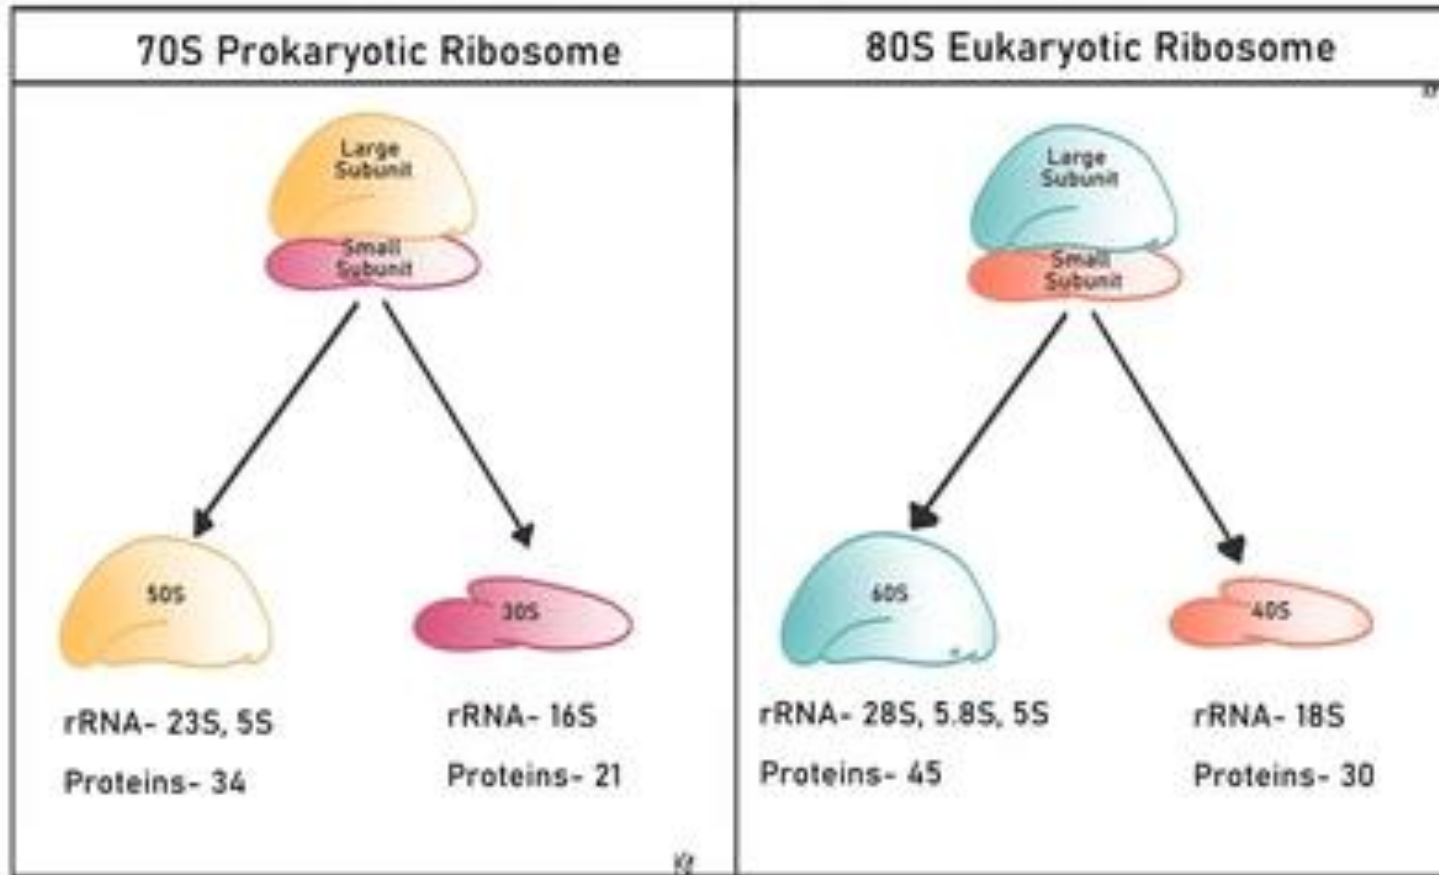 70S Prokaryotic Ribosome
80S Eukaryotic Ribosome
Large
Subunit
Small
Subunit
Large
Subunit
Small
Subunit
50S
30S
60S
40S
rRNA- 23S, 5S
Proteins- 34
rRNA- 16S
Proteins- 21
rRNA- 28S, 5.8S, 5S
Proteins- 45
rRNA- 18S
Proteins- 30